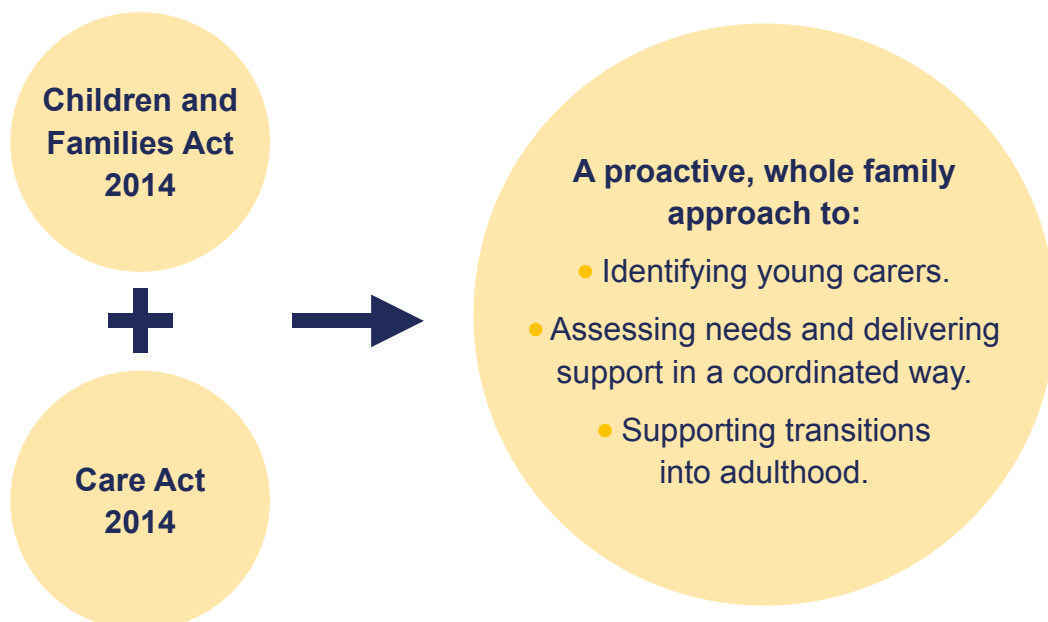 Children and
Families Act
2014
Care Act
2014
A proactive, whole family
approach to:
• Identifying young carers.
• Assessing needs and delivering
support in a coordinated way.
• Supporting transitions
into adulthood.